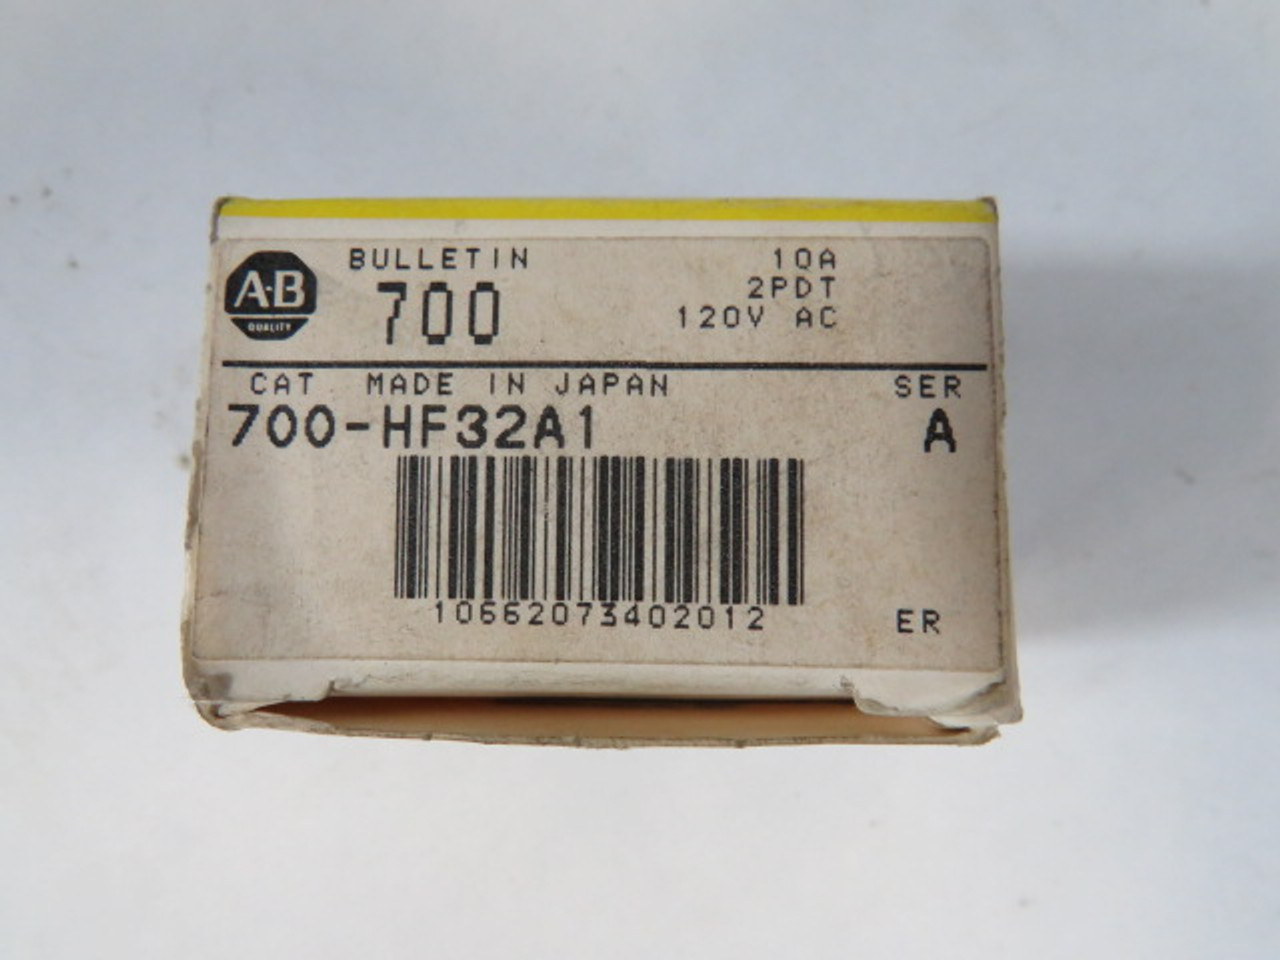 A-B
QUALITY
BULLETIN
700
10A
2PDT
120V AC
CAT MADE IN JAPAN SER
700-HF32A1 A
10662073402012
ER